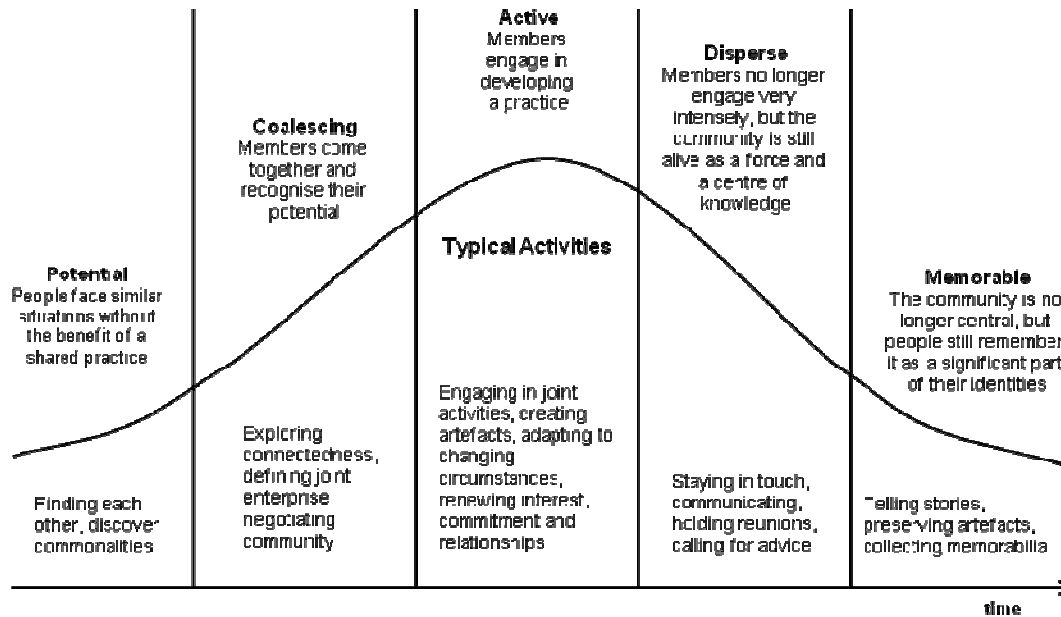 Potential
People face similar
situations without
the benefit of a
shared practice
Coalescing
Members come
together and
recognise their
potential
Active
Members
engage in
developing
a practice
Disperse
Members no longer
engage very
intensely, but the
community is still
alive as a force and
a centre of
knowledge
Memorable
The community is no
longer central, but
people still remember
it as a significant part
of their identities
Typical Activities
Finding each
other, discover
commonalities
Exploring
connectedness,
defining joint
enterprise
negotiating
community
Engaging in joint
activities, creating
artefacts, adapting to
changing
circumstances,
renewing interest,
commitment and
relationships
Staying in touch,
communicating,
holding reunions,
calling for advice
Telling stories,
preserving artefacts,
collecting memorabilia
time